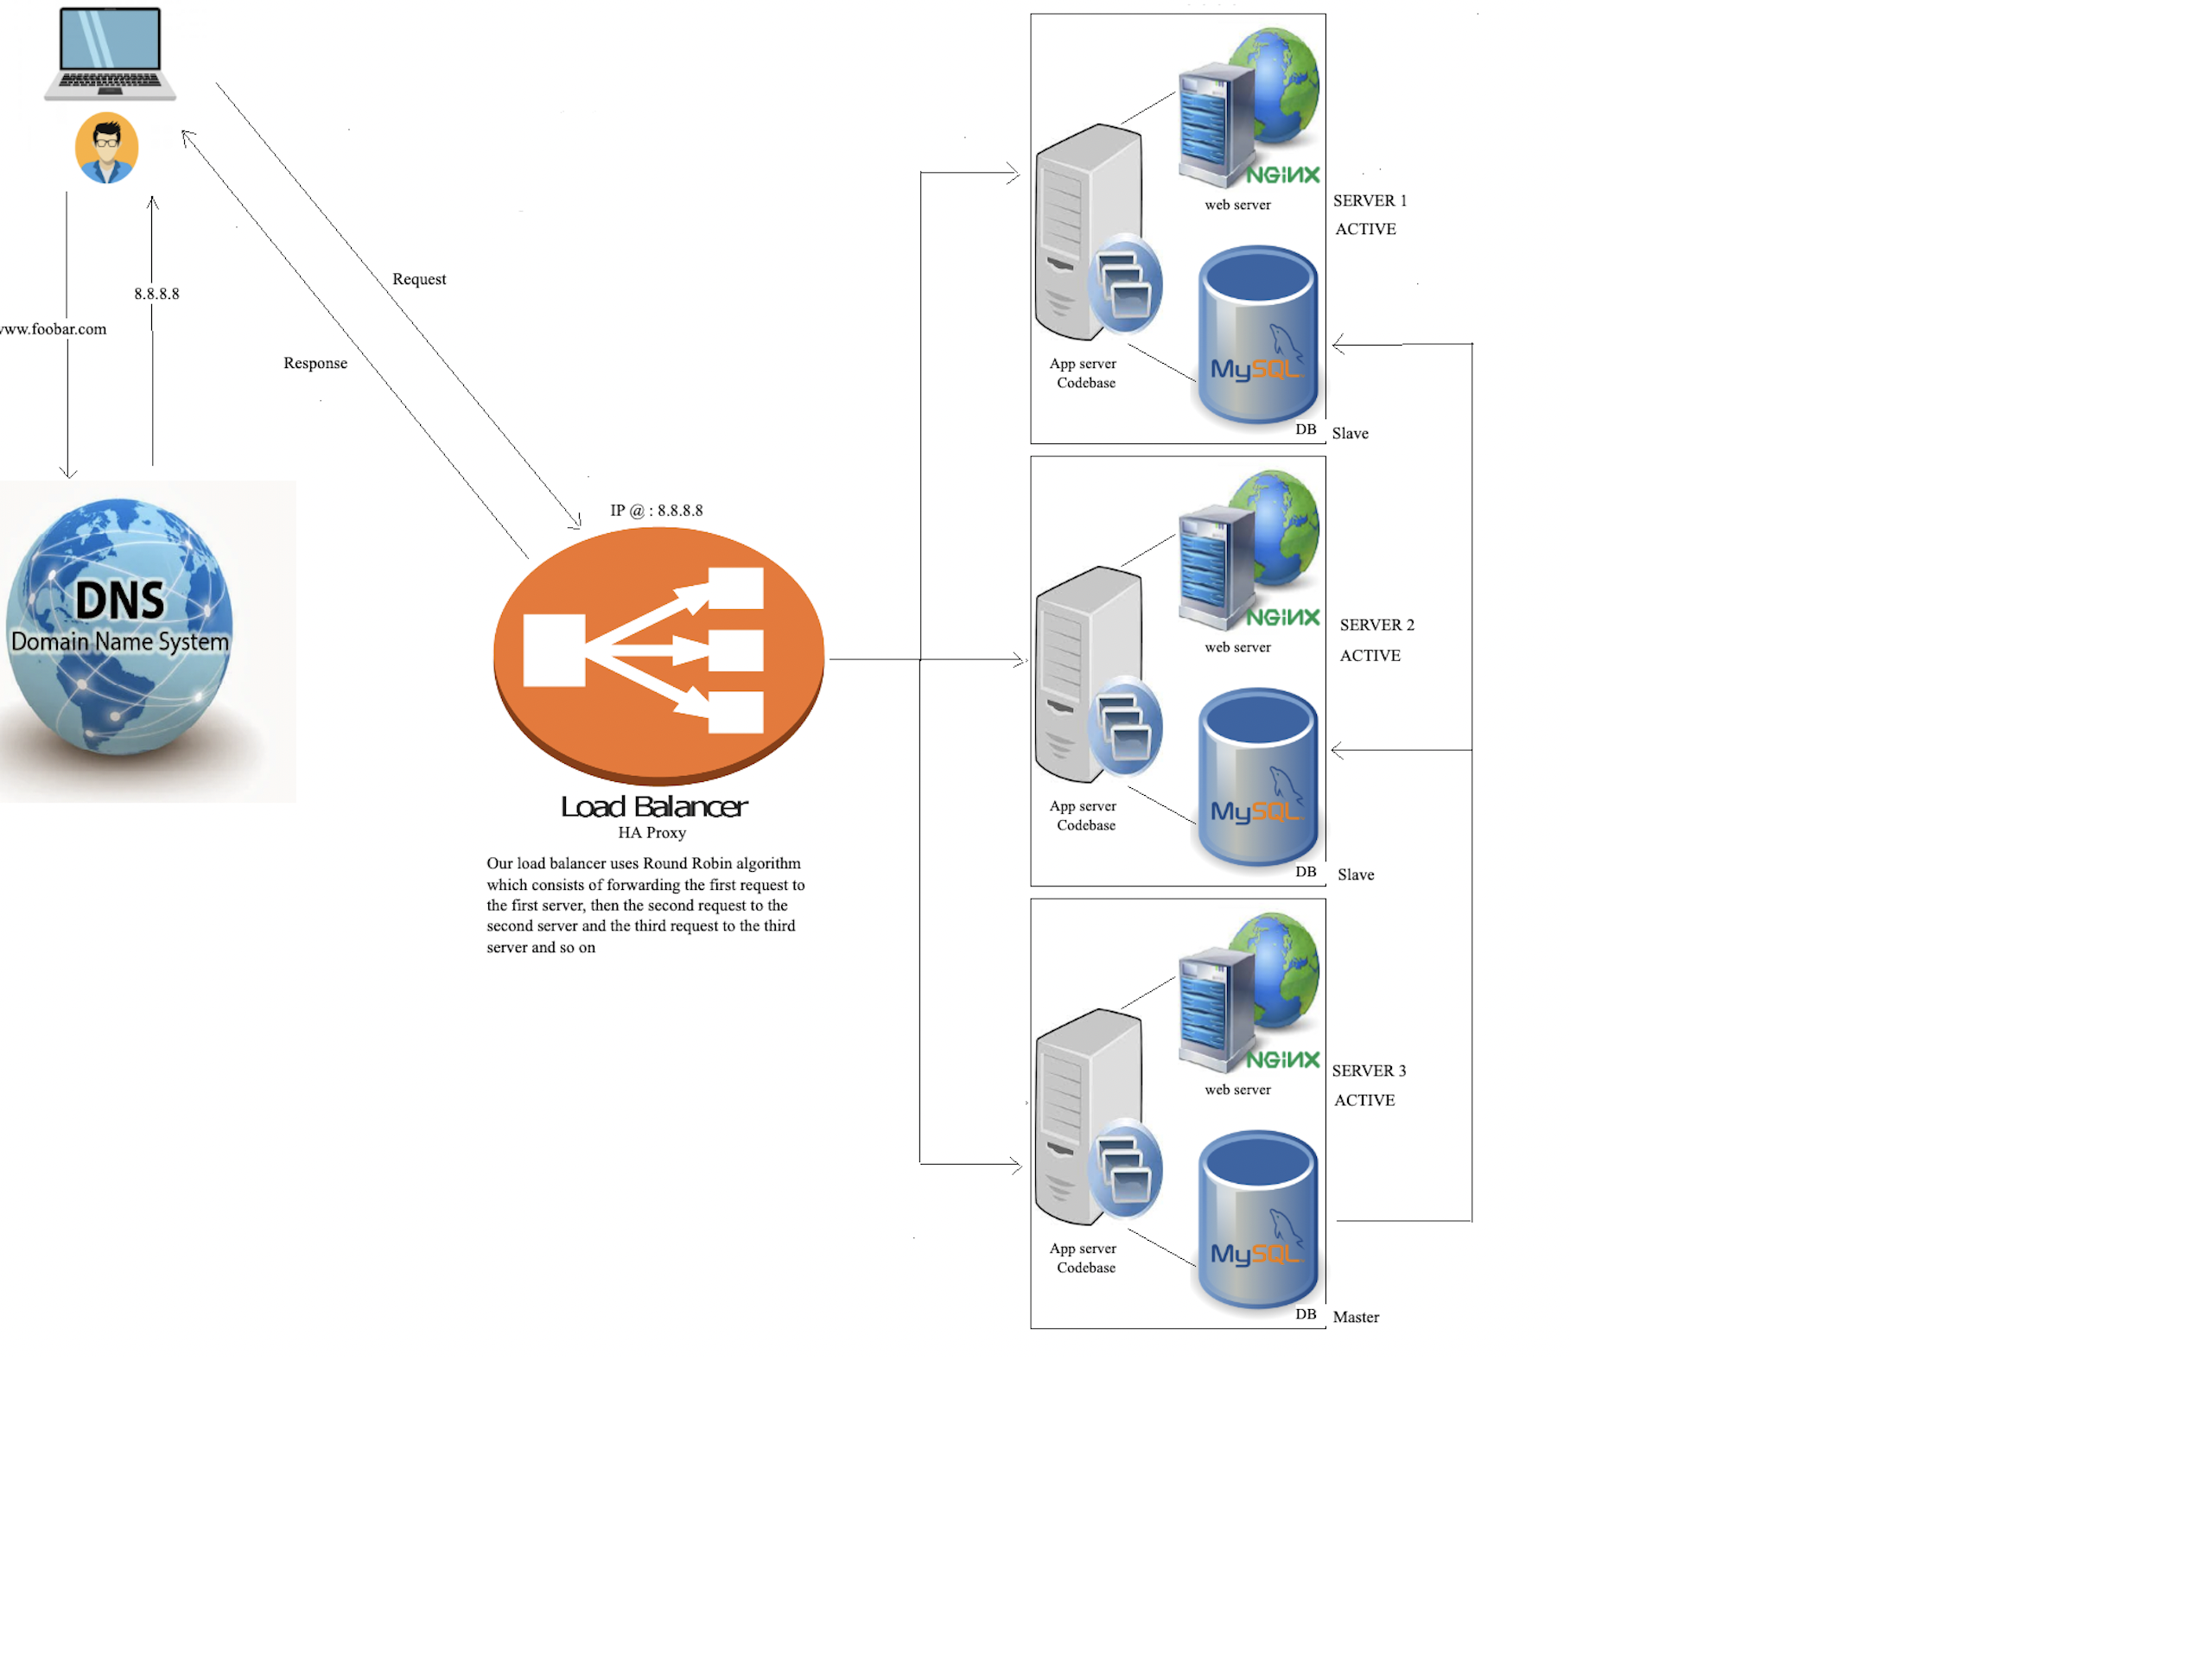 www.foobar.com
8.8.8.8
Request
Response
DNS
Domain Name System
IP @ : 8.8.8.8
Load Balancer
HA Proxy
Our load balancer uses Round Robin algorithm
which consists of forwarding the first request to
the first server, then the second request to the
second server and the third request to the third
server and so on
NGINX
web server
SERVER 1
ACTIVE
App server
Codebase
MySQL
DB
Slave
NGINX
web server
SERVER 2
ACTIVE
App server
Codebase
MySQL
DB
Slave
NGINX
web server
SERVER 3
ACTIVE
App server
Codebase
MySQL
DB
Master